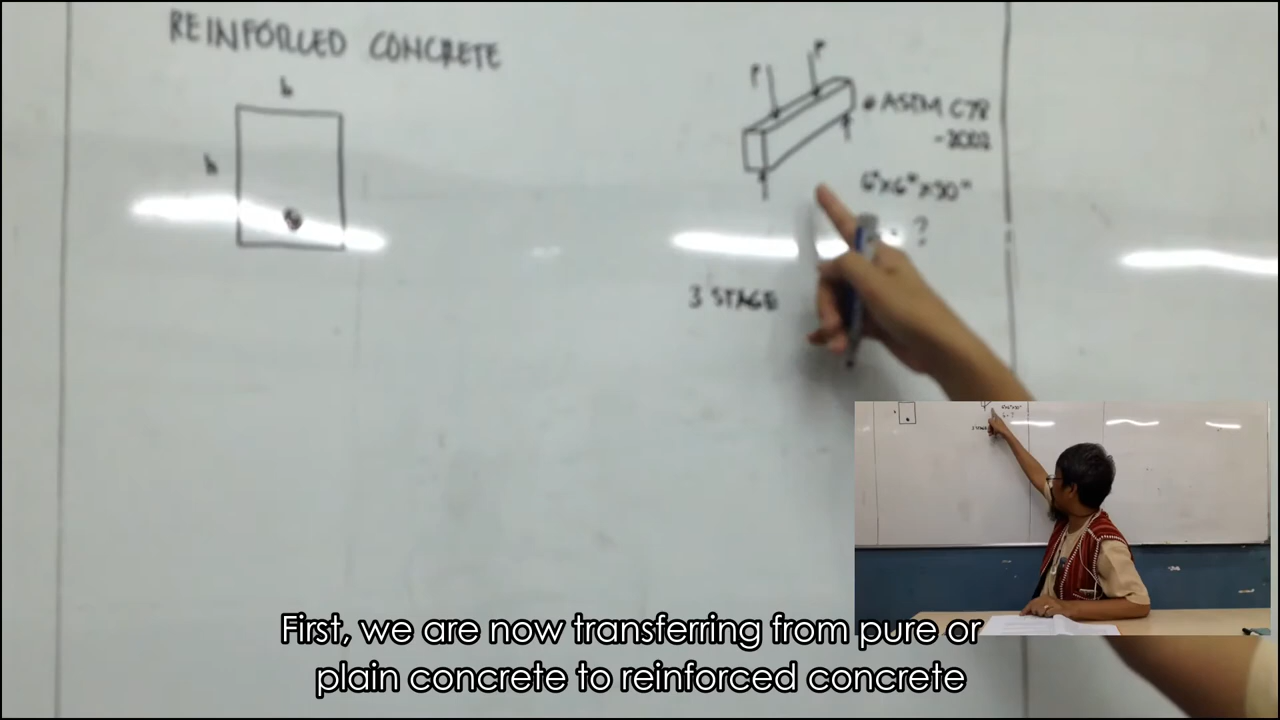 REINFORCED CONCRETE
b
h
P
P
ASTM C78
-2002
6"x6"x30"
?
3 STAGE
First, we are now transferring from pure or
plain concrete to reinforced concrete